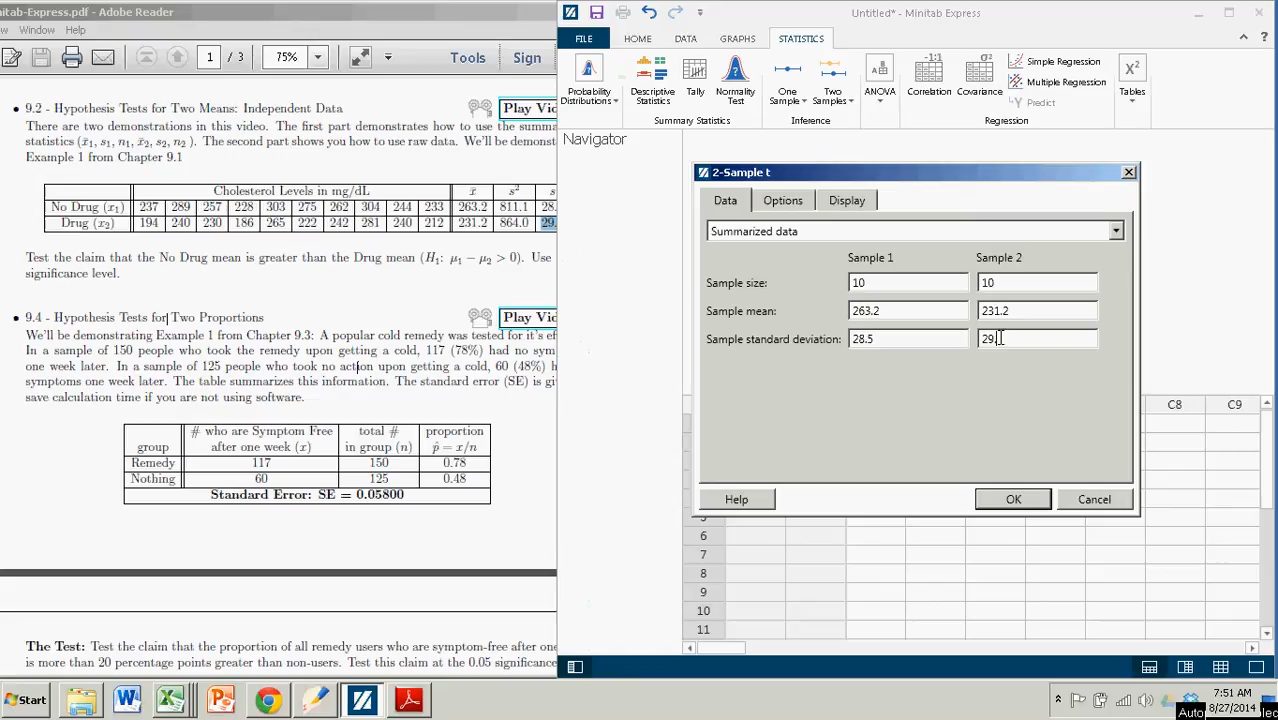 nitab-Express.pdf - Adobe Reader
w Window Help
1 / 3 75% Tools Sign
9.2 - Hypothesis Tests for Two Means: Independent Data Play Vid
There are two demonstrations in this video. The first part demonstrates how to use the summa
statistics (x̄1, s1, n1, x̄2, s2, n2 ). The second part shows you how to use raw data. We'll be demonst
Example 1 from Chapter 9.1
Cholesterol Levels in mg/dL x̄ s² s
No Drug (x1) 237 289 257 228 303 275 262 304 244 233 263.2 811.1 28.
Drug (x2) 194 240 230 186 265 222 242 281 240 212 231.2 864.0 29.
Test the claim that the No Drug mean is greater than the Drug mean (H1: μ1 − μ2 > 0). Use
significance level.
9.4 - Hypothesis Tests for Two Proportions Play Vid
We'll be demonstrating Example 1 from Chapter 9.3: A popular cold remedy was tested for it's ef
In a sample of 150 people who took the remedy upon getting a cold, 117 (78%) had no sym
one week later. In a sample of 125 people who took no action upon getting a cold, 60 (48%) h
symptoms one week later. The table summarizes this information. The standard error (SE) is gi
save calculation time if you are not using software.
# who are Symptom Free total # proportion
group after one week (x) in group (n) p̂ = x/n
Remedy 117 150 0.78
Nothing 60 125 0.48
Standard Error: SE = 0.05800
The Test: Test the claim that the proportion of all remedy users who are symptom-free after one
is more than 20 percentage points greater than non-users. Test this claim at the 0.05 significance
Untitled* - Minitab Express
FILE HOME DATA GRAPHS STATISTICS
Probability Distributions
Descriptive Statistics
Tally
Normality Test
One Sample
Two Samples
ANOVA
Correlation
Covariance
Simple Regression
Multiple Regression
Predict
Tables
Summary Statistics Inference Regression
Navigator
2-Sample t
Data Options Display
Summarized data
Sample 1 Sample 2
Sample size: 10 10
Sample mean: 263.2 231.2
Sample standard deviation: 28.5 29.
Help OK Cancel
C8 C9
6
7
8
9
10
11
Start
7:51 AM
8/27/2014